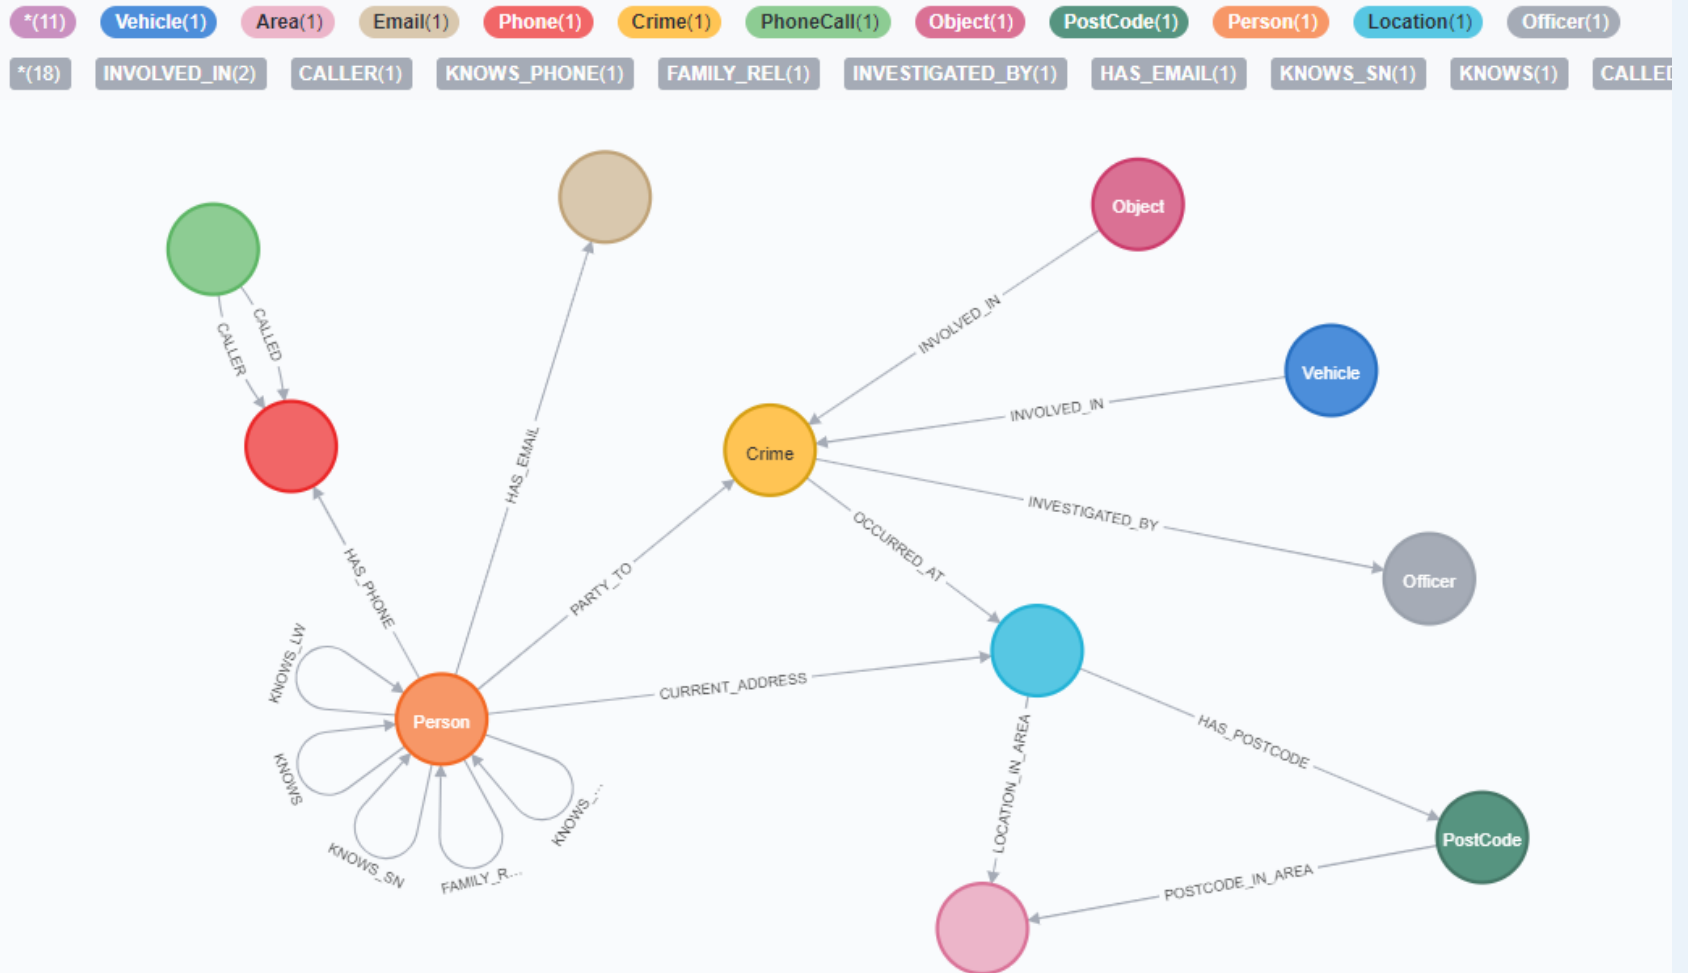 *(11) Vehicle(1) Area(1) Email(1) Phone(1) Crime(1) PhoneCall(1) Object(1) PostCode(1) Person(1) Location(1) Officer(1)
*(18) INVOLVED_IN(2) CALLER(1) KNOWS_PHONE(1) FAMILY_REL(1) INVESTIGATED_BY(1) HAS_EMAIL(1) KNOWS_SN(1) KNOWS(1) CALLED
Object
INVOLVED_IN
CALLER
CALLED
Vehicle
INVOLVED_IN
HAS_EMAIL
Crime
INVESTIGATED_BY
OCCURRED_AT
Officer
HAS_PHONE
PARTY_TO
KNOWS_LW
CURRENT_ADDRESS
Person
HAS_POSTCODE
LOCATION_IN_AREA
KNOWS
KNOWS_...
KNOWS_SN
FAMILY_R...
PostCode
POSTCODE_IN_AREA